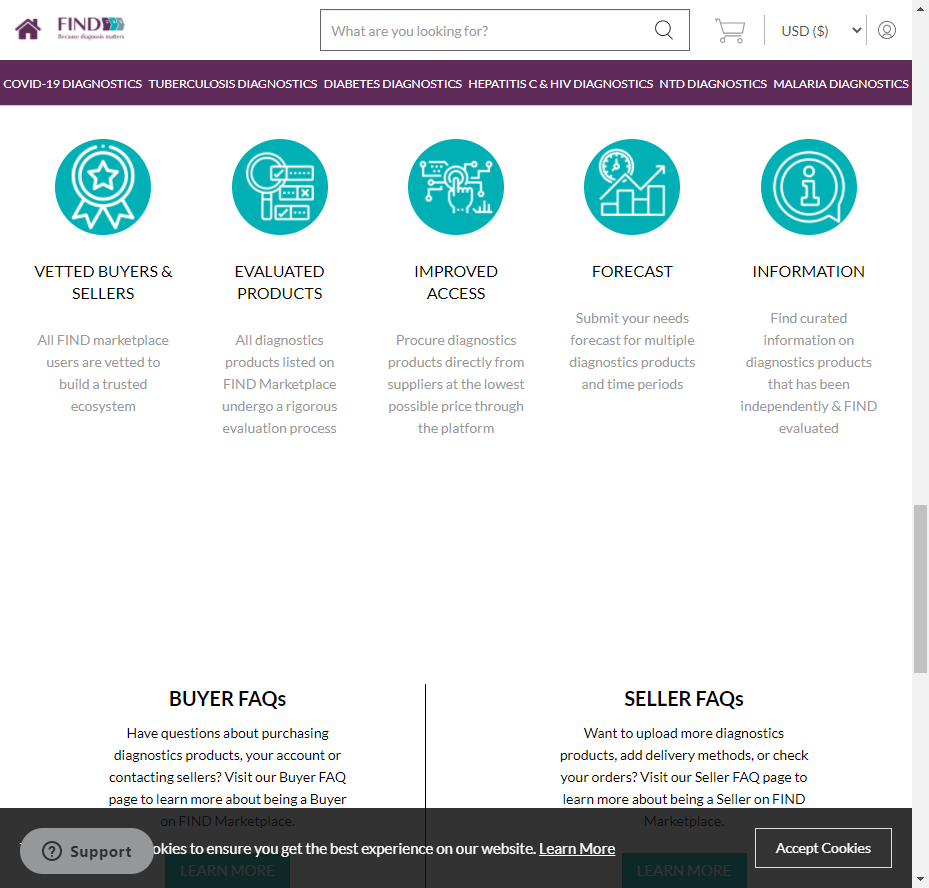 FIND
Because diagnosis matters
What are you looking for?
USD ($)
COVID-19 DIAGNOSTICS TUBERCULOSIS DIAGNOSTICS DIABETES DIAGNOSTICS HEPATITIS C & HIV DIAGNOSTICS NTD DIAGNOSTICS MALARIA DIAGNOSTICS
VETTED BUYERS &
SELLERS
All FIND marketplace
users are vetted to
build a trusted
ecosystem
EVALUATED
PRODUCTS
All diagnostics
products listed on
FIND Marketplace
undergo a rigorous
evaluation process
IMPROVED
ACCESS
Procure diagnostics
products directly from
suppliers at the lowest
possible price through
the platform
FORECAST
Submit your needs
forecast for multiple
diagnostics products
and time periods
INFORMATION
Find curated
information on
diagnostics products
that has been
independently & FIND
evaluated
BUYER FAQs
Have questions about purchasing
diagnostics products, your account or
contacting sellers? Visit our Buyer FAQ
page to learn more about being a Buyer
on FIND Marketplace.
LEARN MORE
SELLER FAQs
Want to upload more diagnostics
products, add delivery methods, or check
your orders? Visit our Seller FAQ page to
learn more about being a Seller on FIND
Marketplace.
LEARN MORE
Support
okies to ensure you get the best experience on our website. Learn More
Accept Cookies